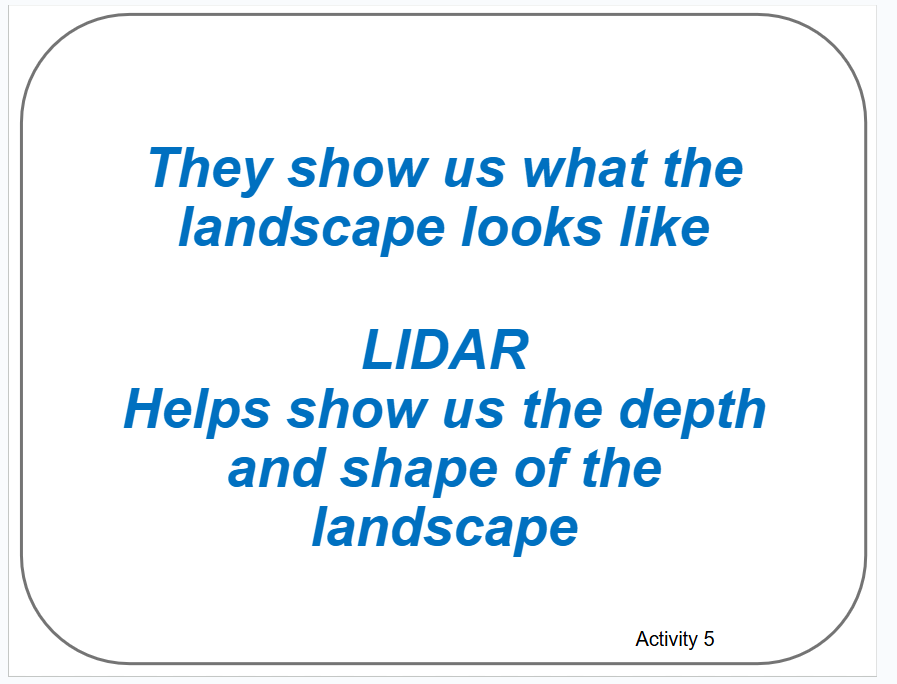 They show us what the
landscape looks like
LIDAR
Helps show us the depth
and shape of the
landscape
Activity 5